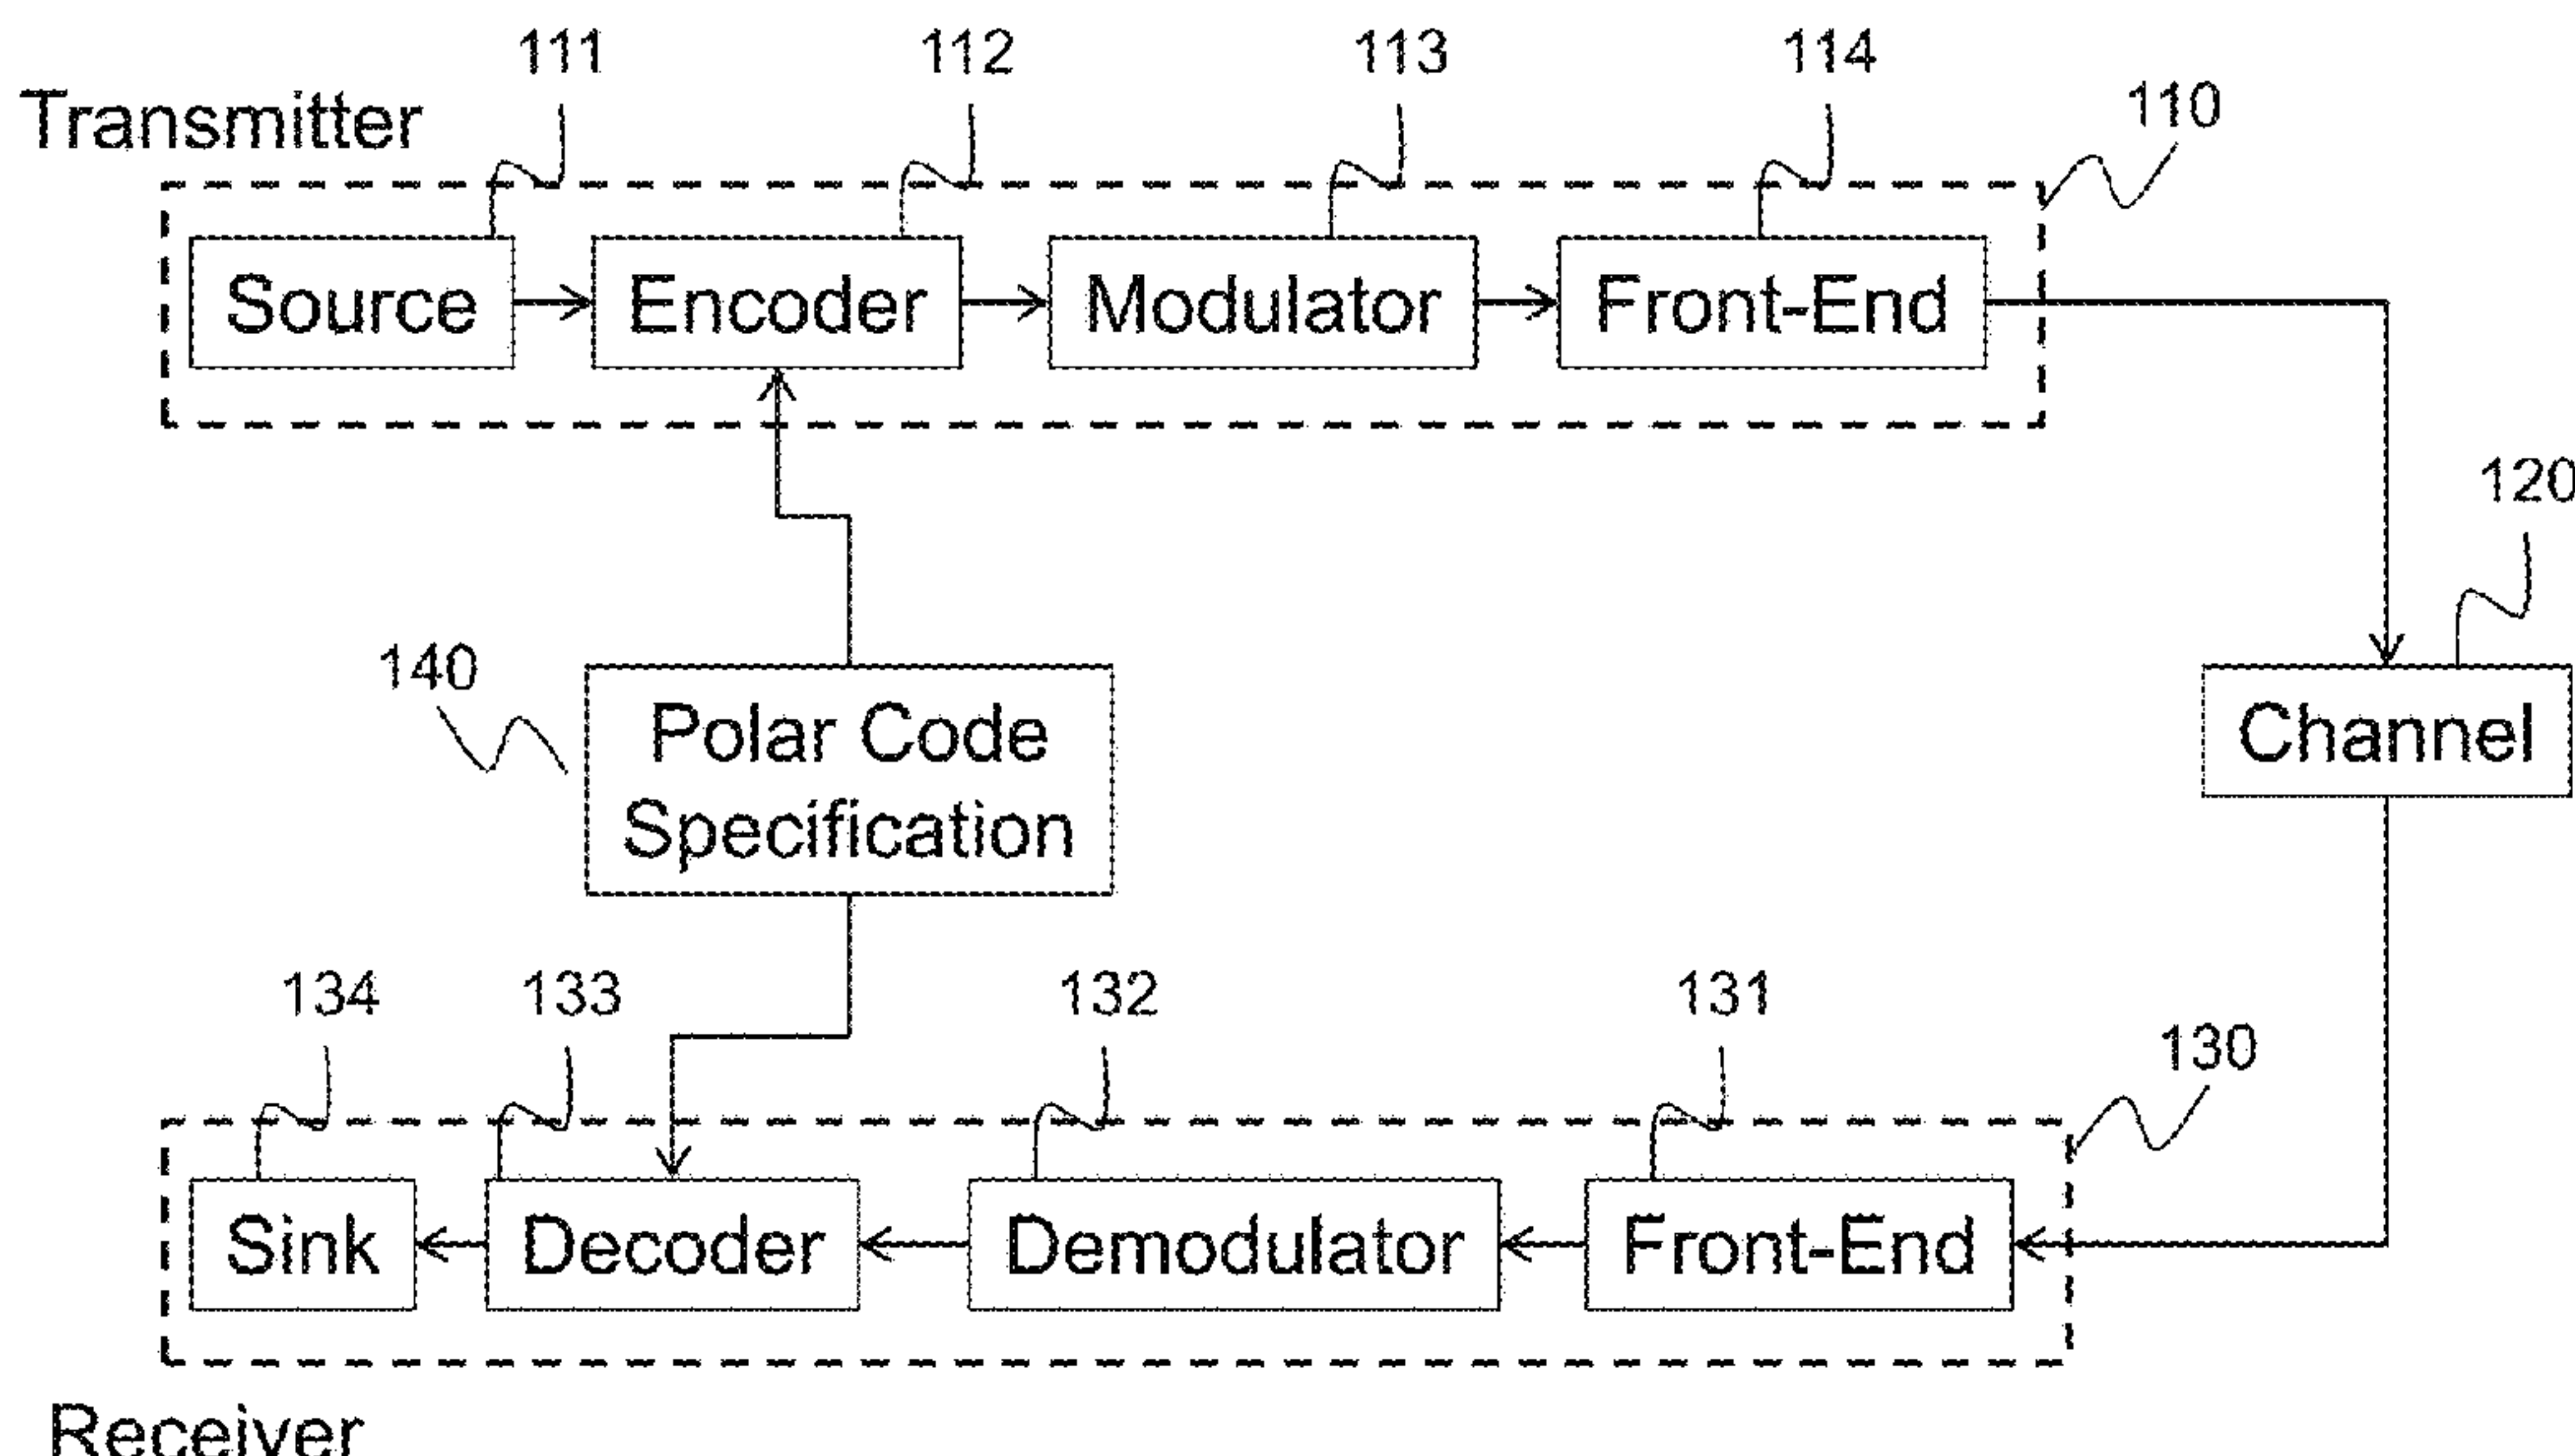 111
112
113
114
110
Transmitter
Source
Encoder
Modulator
Front-End
120
140
Polar Code
Specification
Channel
134
133
132
131
130
Sink
Decoder
Demodulator
Front-End
Receiver